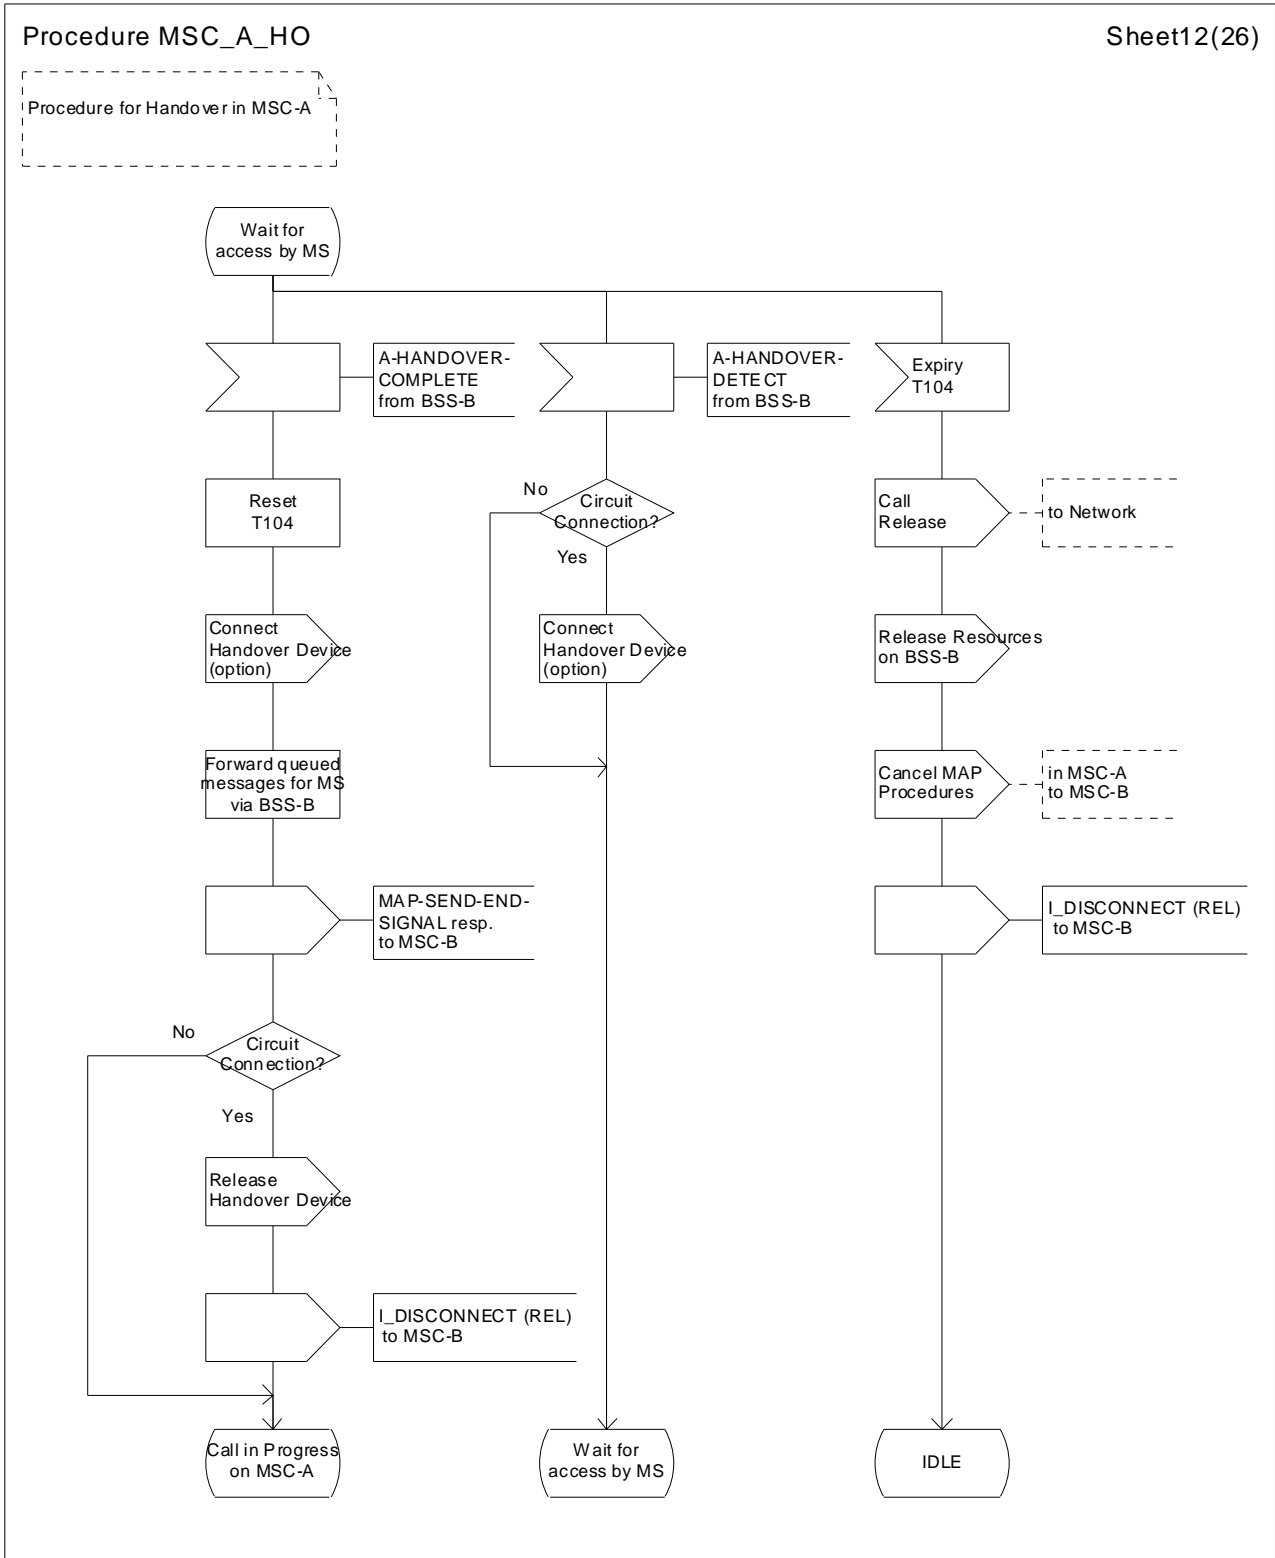 Procedure MSC_A_HO
Sheet12(26)
Procedure for Handover in MSC-A
Wait for
access by MS
A-HANDOVER-
COMPLETE
from BSS-B
A-HANDOVER-
DETECT
from BSS-B
Expiry
T104
Reset
T104
No
Circuit
Connection?
Yes
Call
Release
to Network
Connect
Handover Device
(option)
Connect
Handover Device
(option)
Release Resources
on BSS-B
Forward queued
messages for MS
via BSS-B
Cancel MAP
Procedures
in MSC-A
to MSC-B
MAP-SEND-END-
SIGNAL resp.
to MSC-B
I_DISCONNECT (REL)
to MSC-B
No
Circuit
Connection?
Yes
Release
Handover Device
I_DISCONNECT (REL)
to MSC-B
Call in Progress
on MSC-A
Wait for
access by MS
IDLE